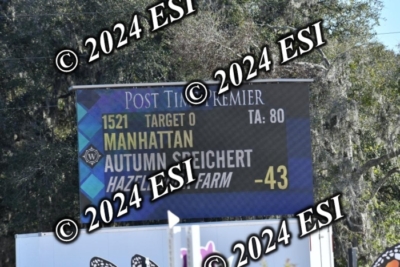 © 2024 ESI
© 2024 ESI
POST TIME PREMIER
1521 TARGET 0 TA: 80
MANHATTAN
W
AUTUMN SPEICHERT
FARM -43
© 2024 ESI
© 2024 ESI
© 2024 ESI